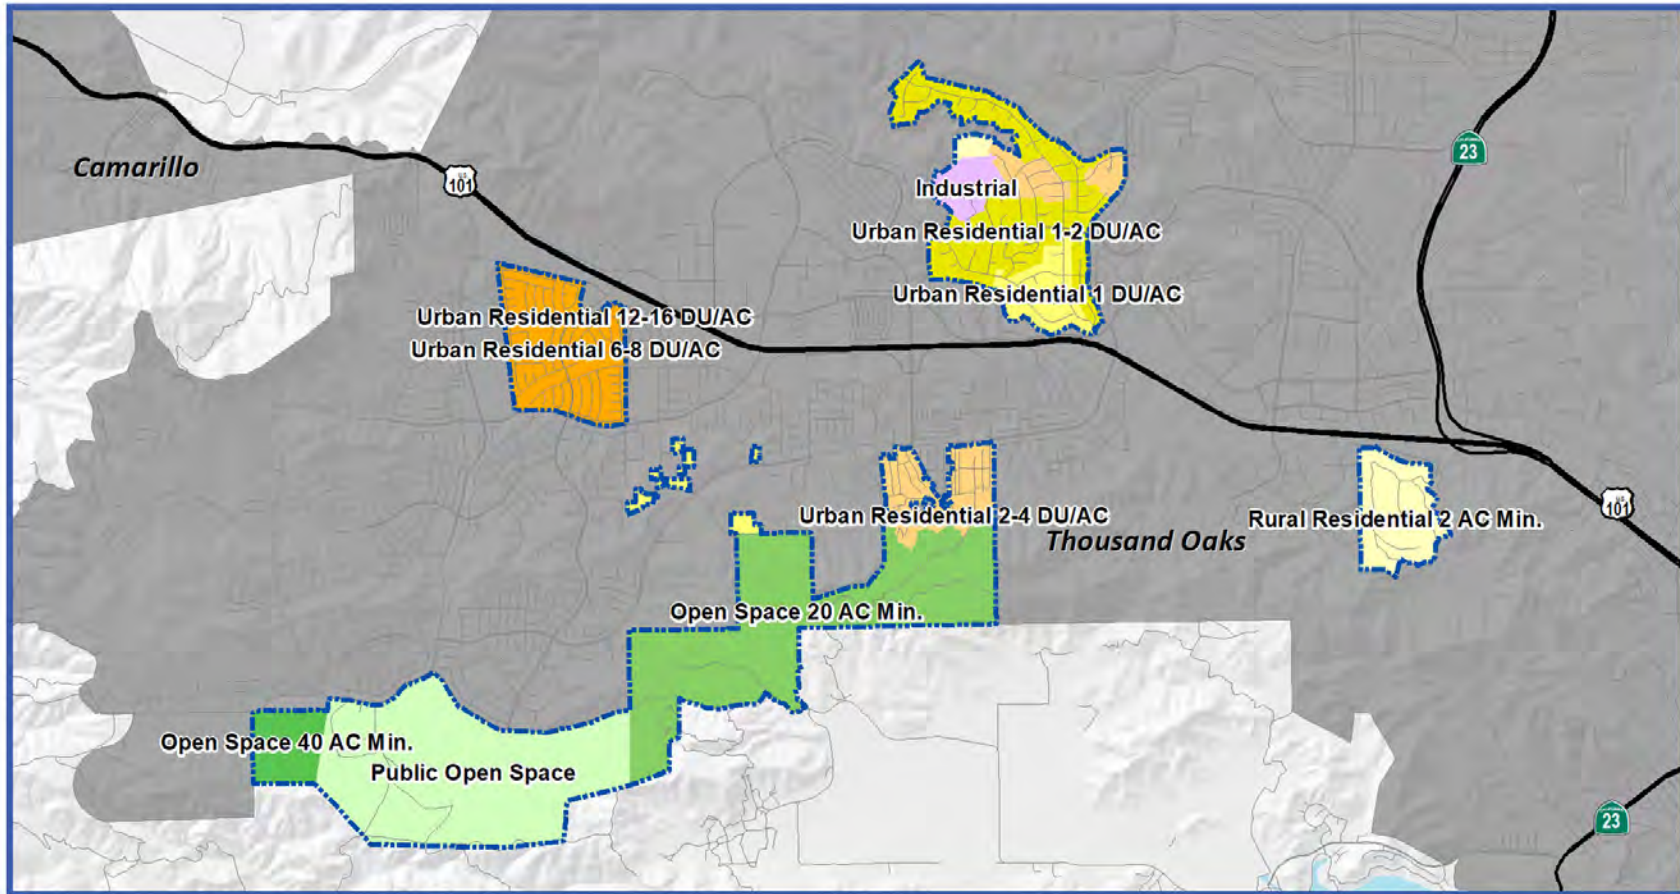 23
Camarillo
US
101
Industrial
Urban Residential 1-2 DU/AC
Urban Residential 1 DU/AC
Urban Residential 12-16 DU/AC
Urban Residential 6-8 DU/AC
US
101
Urban Residential 2-4 DU/AC
Rural Residential 2 AC Min.
Thousand Oaks
Open Space 20 AC Min.
Open Space 40 AC Min.
Public Open Space
23